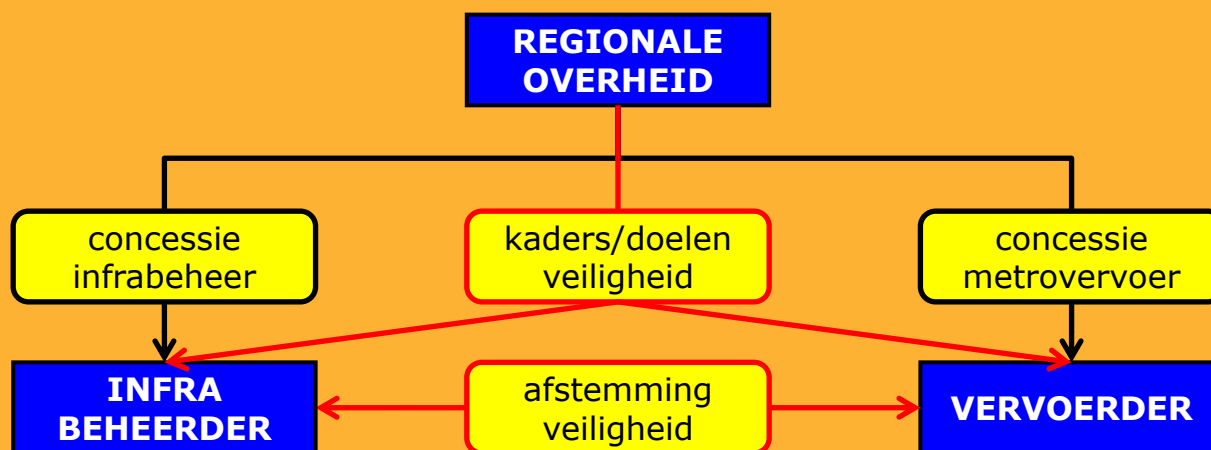 REGIONALE
OVERHEID
concessie
infrabeheer
kaders/doelen
veiligheid
concessie
metrovervoer
INFRA
BEHEERDER
afstemming
veiligheid
VERVOERDER